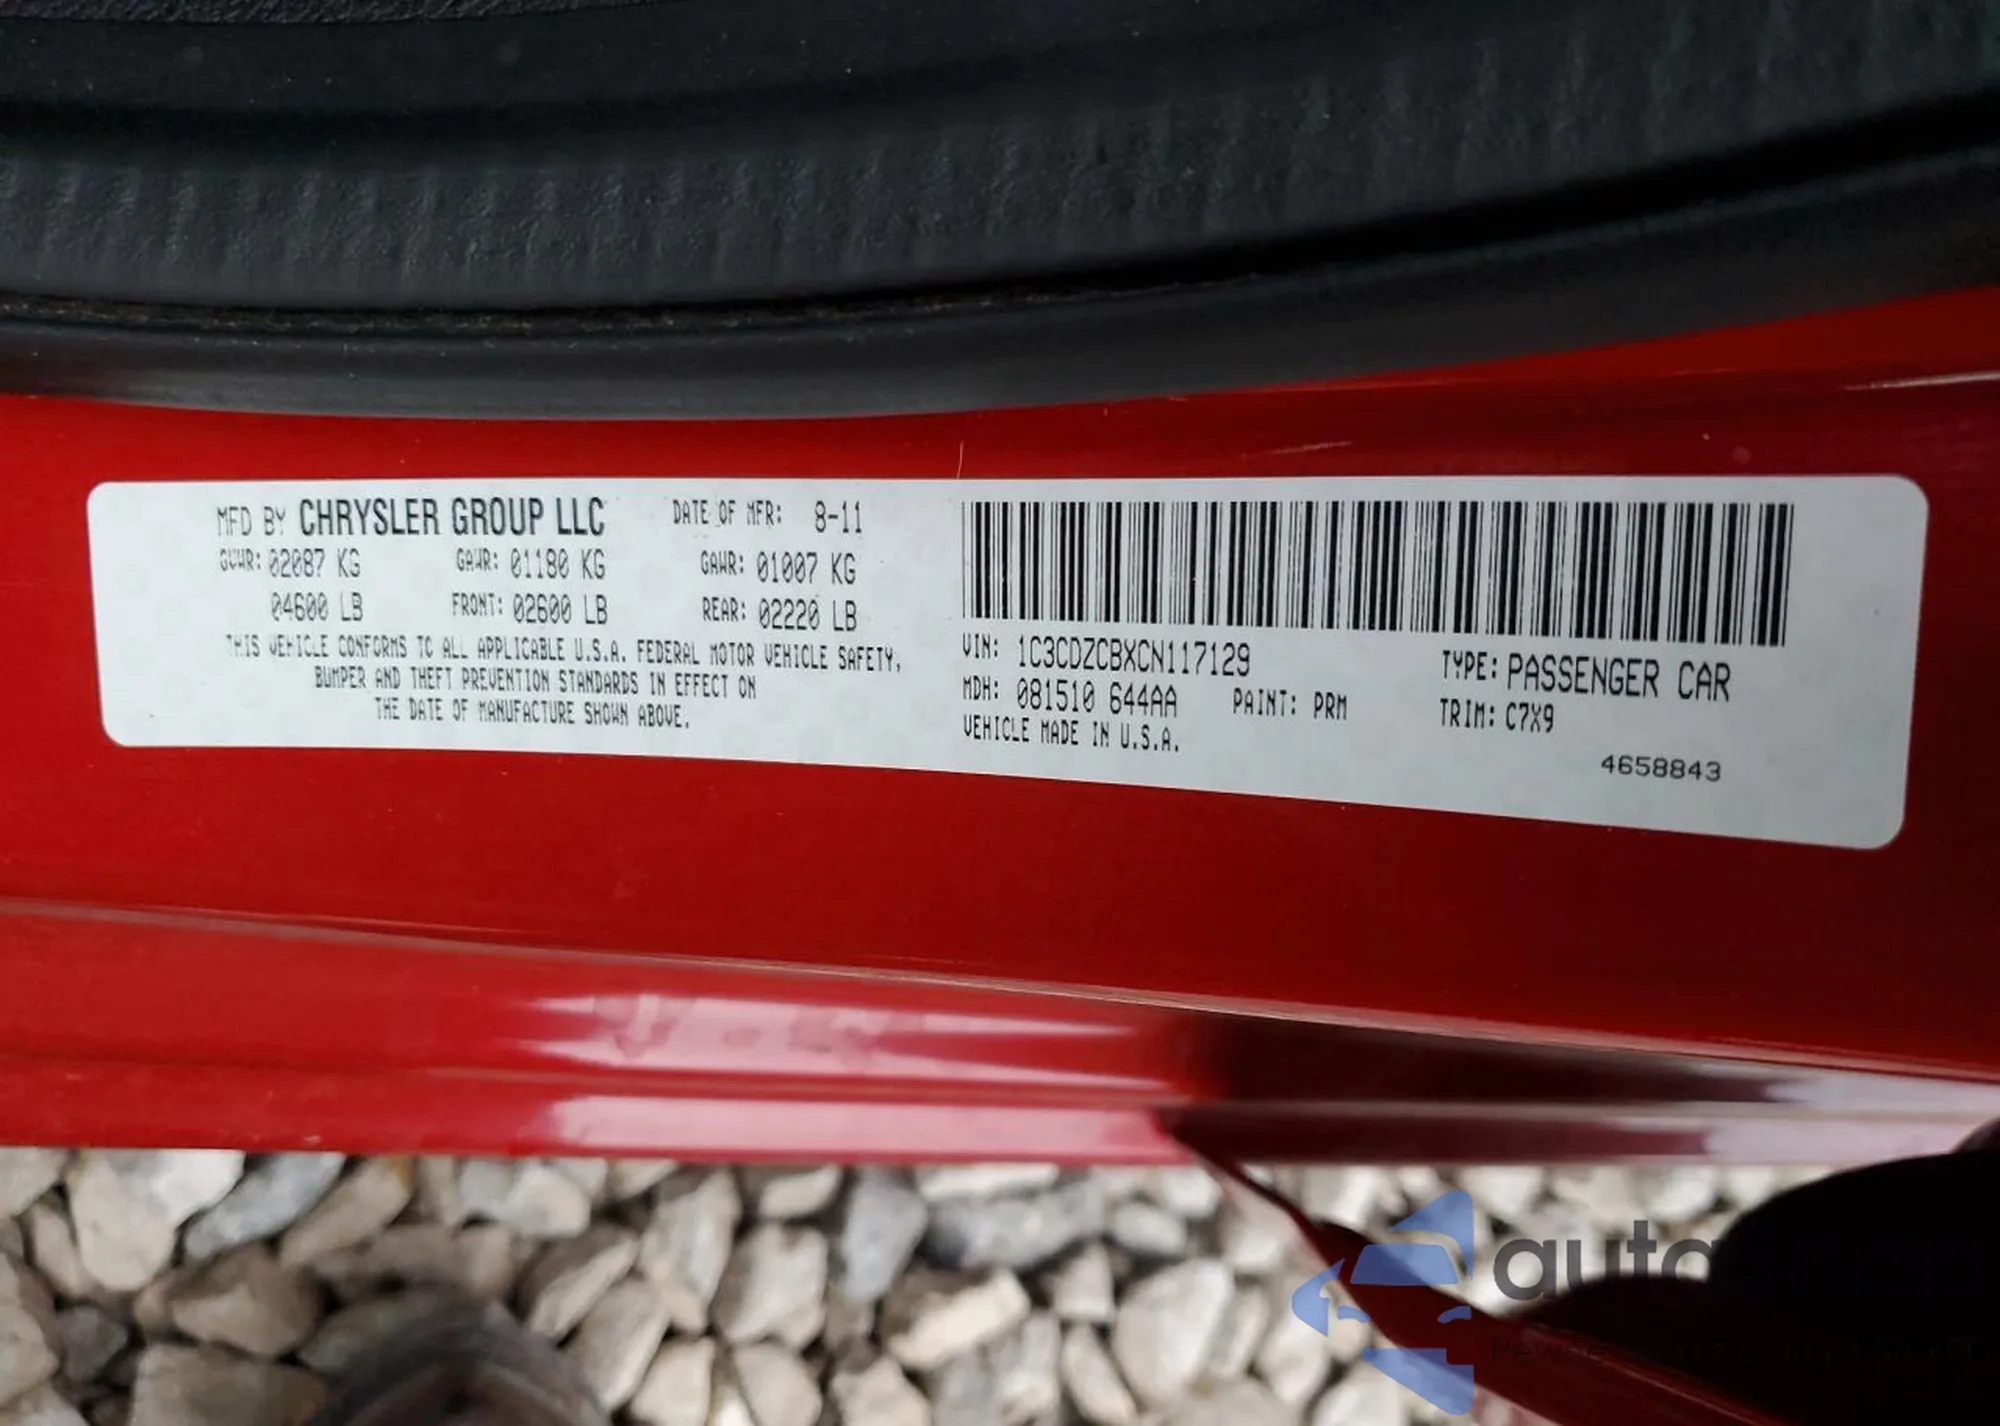 MFD BY CHRYSLER GROUP LLC DATE OF MFR: 8-11
GVWR: 02087 KG GAWR: 01180 KG GAWR: 01007 KG
04600 LB FRONT: 02600 LB REAR: 02220 LB
THIS VEHICLE CONFORMS TO ALL APPLICABLE U.S.A. FEDERAL MOTOR VEHICLE SAFETY,
BUMPER AND THEFT PREVENTION STANDARDS IN EFFECT ON
THE DATE OF MANUFACTURE SHOWN ABOVE.
VIN: 1C3CDZCBXCN117129 TYPE: PASSENGER CAR
MDH: 081510 644AA PAINT: PRM TRIM: C7X9
VEHICLE MADE IN U.S.A.
4658843